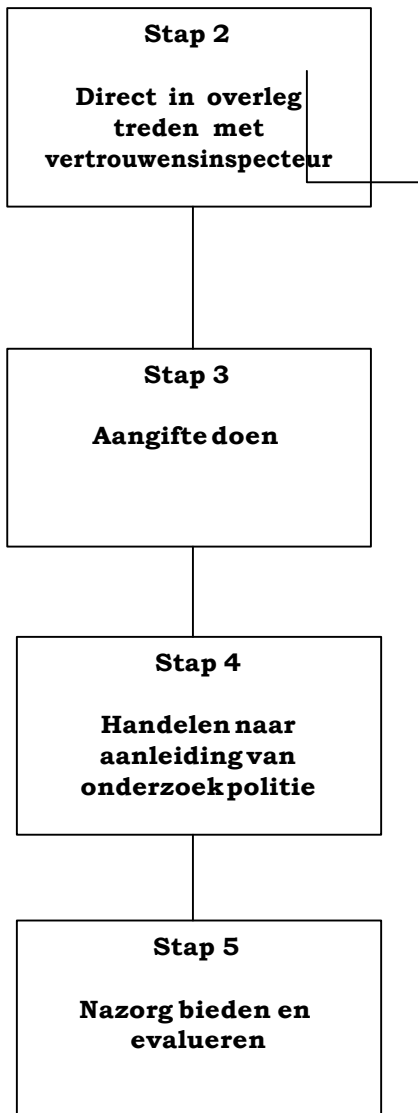 Stap 2
Direct in overleg
treden met
vertrouwensinspecteur
Stap 3
Aangifte doen
Stap 4
Handelen naar
aanleiding van
onderzoek politie
Stap 5
Nazorg bieden en
evalueren